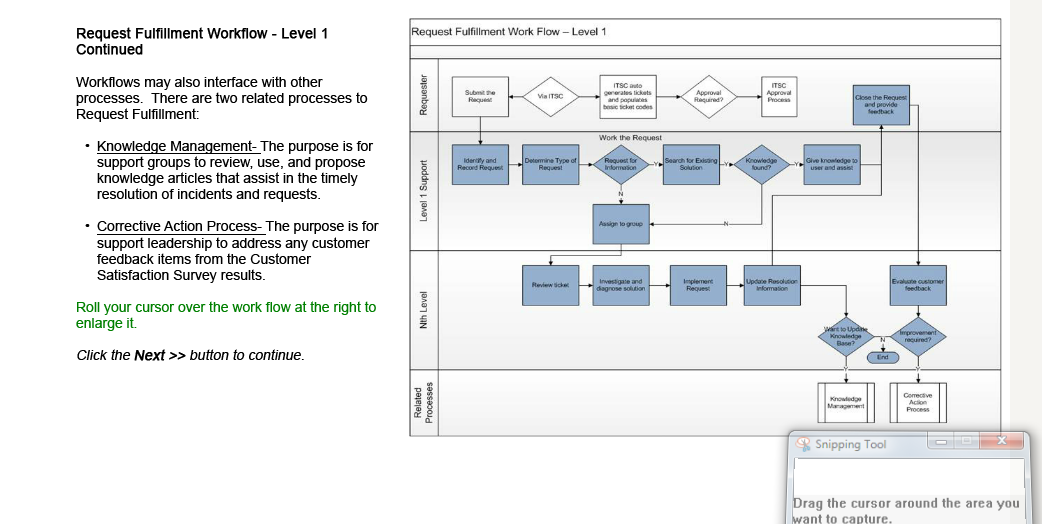 Request Fulfillment Workflow - Level 1
Continued
Workflows may also interface with other
processes. There are two related processes to
Request Fulfillment:
• Knowledge Management- The purpose is for
support groups to review, use, and propose
knowledge articles that assist in the timely
resolution of incidents and requests.
• Corrective Action Process- The purpose is for
support leadership to address any customer
feedback items from the Customer
Satisfaction Survey results.
Roll your cursor over the work flow at the right to
enlarge it.
Click the Next >> button to continue.
Request Fulfillment Work Flow – Level 1
Requester
Submit the
Request
Via ITSC
ITSC auto
generates tickets
and populates
basic ticket codes
Approval
Required?
ITSC
Approval
Process
Close the Request
and provide
feedback
Level 1 Support
Work the Request
Identify and
Record Request
Determine Type of
Request
Request for
Information
Y
Search for Existing
Solution
Y
Knowledge
found?
Y
Give knowledge to
user and assist
N
Assign to group
N
Nth Level
Review ticket
Investigate and
diagnose solution
Implement
Request
Update Resolution
Information
Evaluate customer
feedback
Want to Update
Knowledge
Base?
N
Improvement
required?
End
Y
Y
Related
Processes
Knowledge
Management
Corrective
Action
Process
Snipping Tool
Drag the cursor around the area you
want to capture.